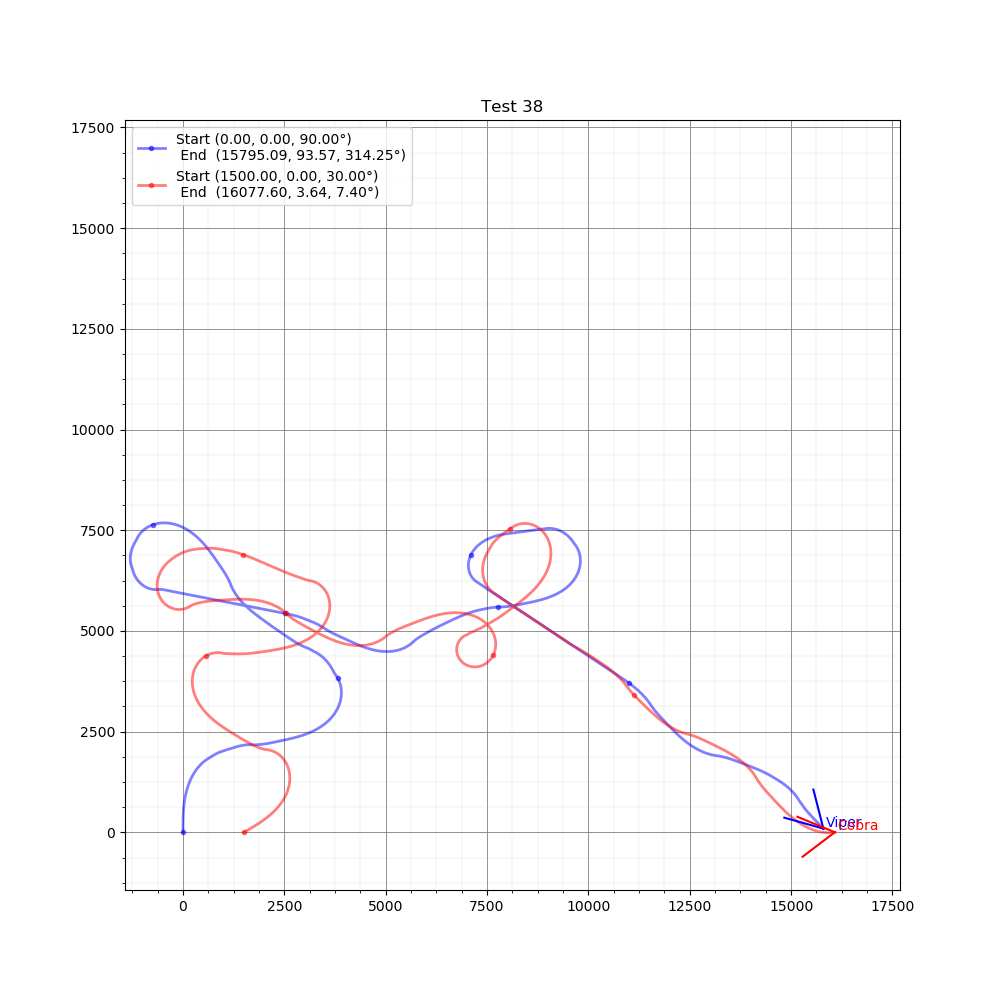 Test 38
Start (0.00, 0.00, 90.00°)
End (15795.09, 93.57, 314.25°)
Start (1500.00, 0.00, 30.00°)
End (16077.60, 3.64, 7.40°)
17500
15000
12500
10000
7500
5000
2500
0
Viper
Cobra
0
2500
5000
7500
10000
12500
15000
17500